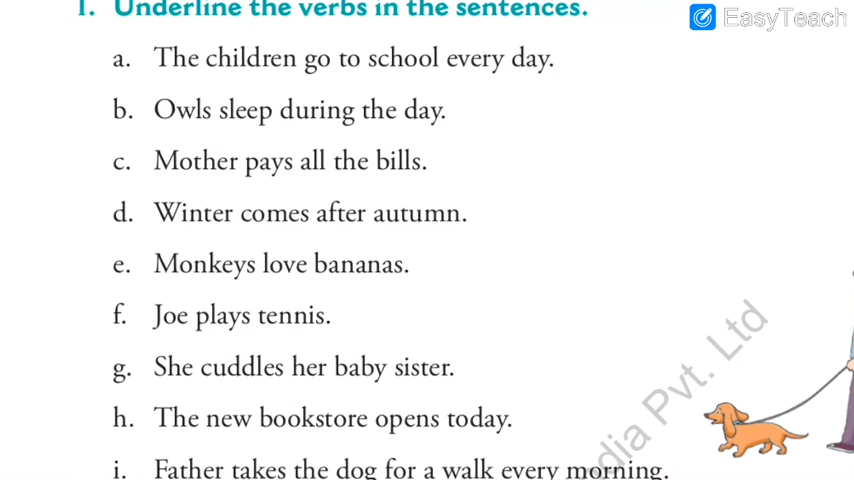 1. Underline the verbs in the sentences.
EasyTeach
a. The children go to school every day.
b. Owls sleep during the day.
c. Mother pays all the bills.
d. Winter comes after autumn.
e. Monkeys love bananas.
f. Joe plays tennis.
g. She cuddles her baby sister.
h. The new bookstore opens today.
i. Father takes the dog for a walk every morning.
Pvt. Ltd